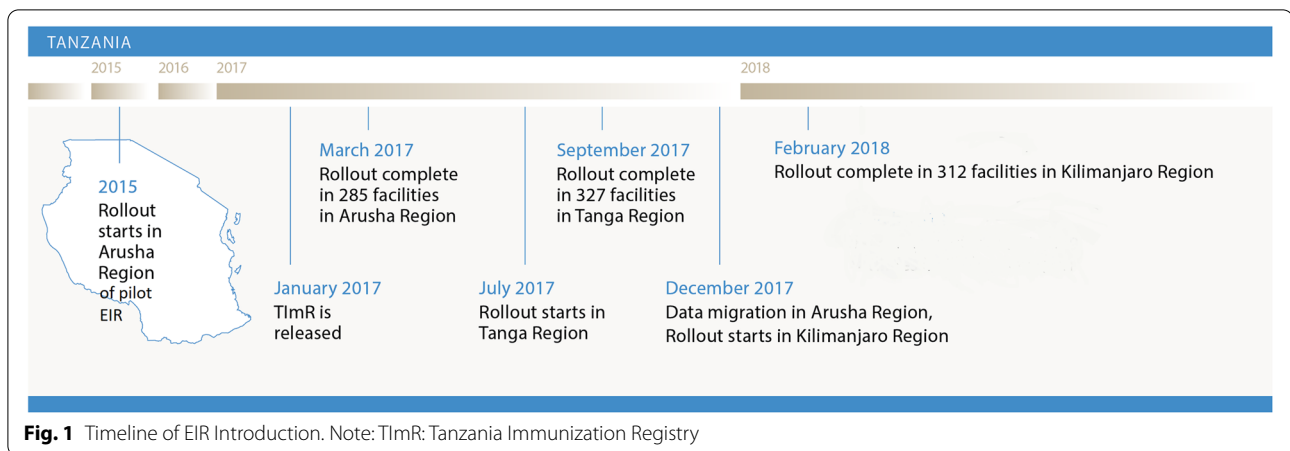 TANZANIA
2015
2016
2017
2018
2015
Rollout
starts in
Arusha
Region
of pilot
EIR
January 2017
TImR is
released
March 2017
Rollout complete
in 285 facilities
in Arusha Region
July 2017
Rollout starts in
Tanga Region
September 2017
Rollout complete
in 327 facilities
in Tanga Region
December 2017
Data migration in Arusha Region,
Rollout starts in Kilimanjaro Region
February 2018
Rollout complete in 312 facilities in Kilimanjaro Region
Fig. 1 Timeline of EIR Introduction. Note: TImR: Tanzania Immunization Registry